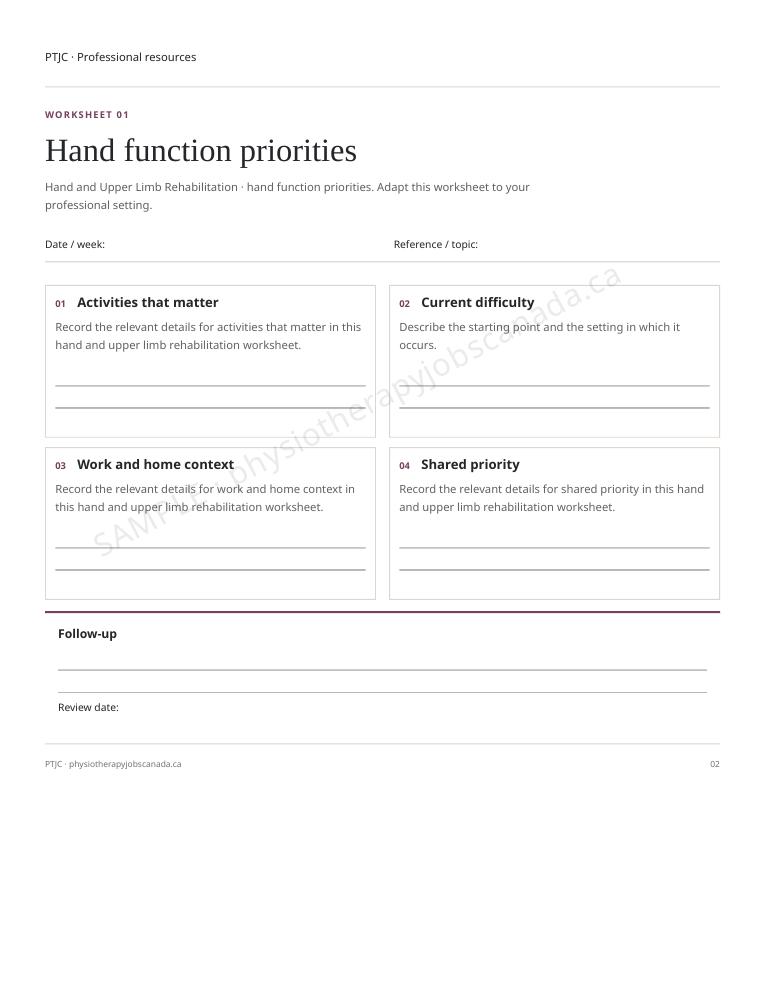 PTJC · Professional resources
WORKSHEET 01
Hand function priorities
Hand and Upper Limb Rehabilitation · hand function priorities. Adapt this worksheet to your
professional setting.
Date / week:
Reference / topic:
01 Activities that matter
Record the relevant details for activities that matter in this
hand and upper limb rehabilitation worksheet.
02 Current difficulty
Describe the starting point and the setting in which it
occurs.
03 Work and home context
Record the relevant details for work and home context in
this hand and upper limb rehabilitation worksheet.
04 Shared priority
Record the relevant details for shared priority in this hand
and upper limb rehabilitation worksheet.
SAMPLE · physiotherapyjobscanada.ca
Follow-up
Review date:
PTJC · physiotherapyjobscanada.ca
02